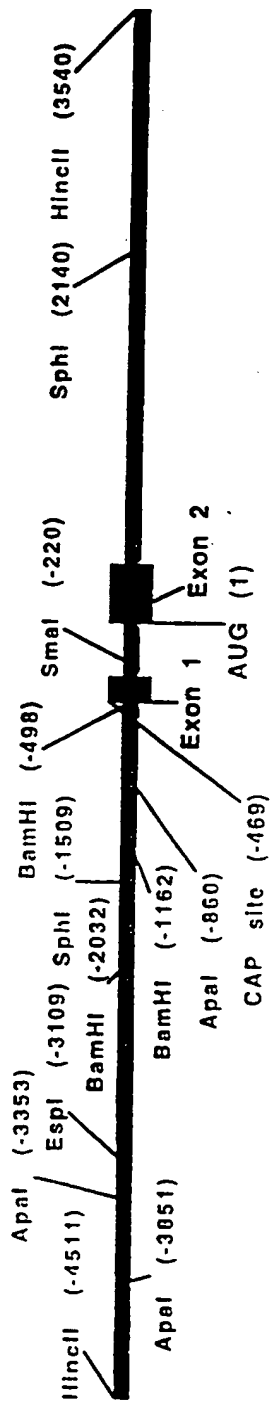 HincII (-4511)
ApaI (-3353)
EspI (-3109)
BamHI (-2032)
SphI (-1509)
BamHI (-498)
SmaI (-220)
SphI (2140) HincII (3540)
ApaI (-3851)
BamHI (-1162)
ApaI (-860)
CAP site (-469)
Exon 1
Exon 2
AUG (1)